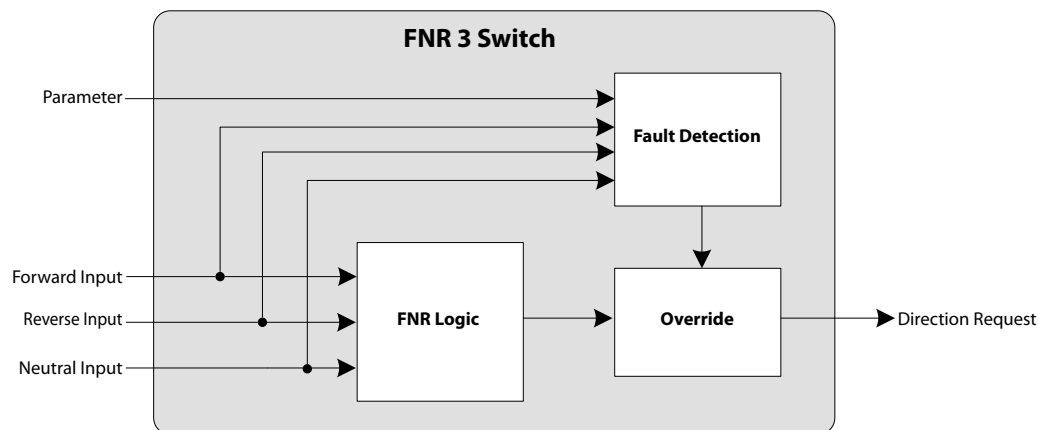 FNR 3 Switch
Parameter
Fault Detection
Forward Input
Reverse Input
FNR Logic
Override
Direction Request
Neutral Input